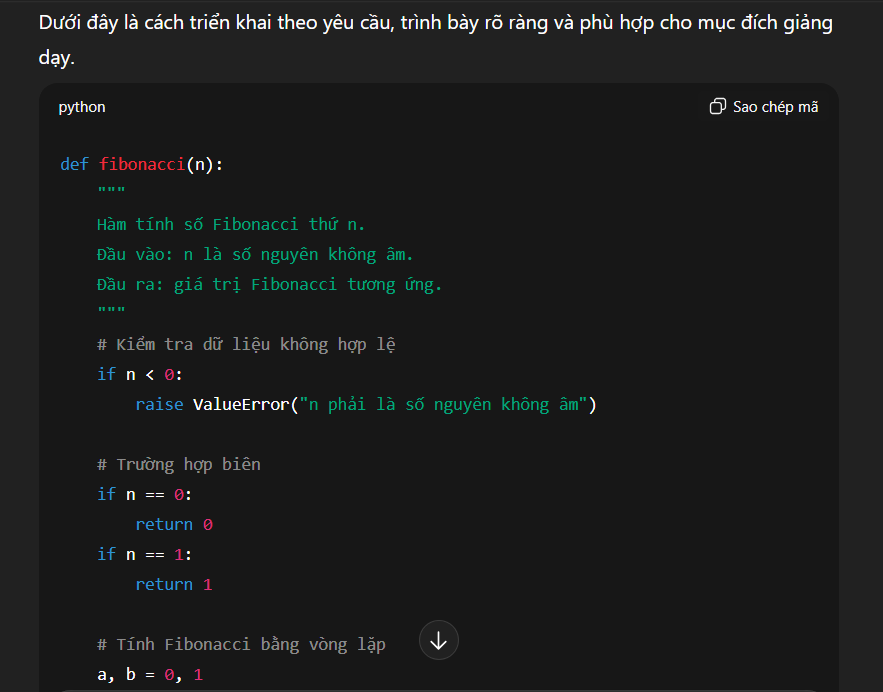 Dưới đây là cách triển khai theo yêu cầu, trình bày rõ ràng và phù hợp cho mục đích giảng
dạy.
python
Sao chép mã
def fibonacci(n):
    """
    Hàm tính số Fibonacci thứ n.
    Đầu vào: n là số nguyên không âm.
    Đầu ra: giá trị Fibonacci tương ứng.
    """
    # Kiểm tra dữ liệu không hợp lệ
    if n < 0:
        raise ValueError("n phải là số nguyên không âm")

    # Trường hợp biên
    if n == 0:
        return 0
    if n == 1:
        return 1

    # Tính Fibonacci bằng vòng lặp
    a, b = 0, 1